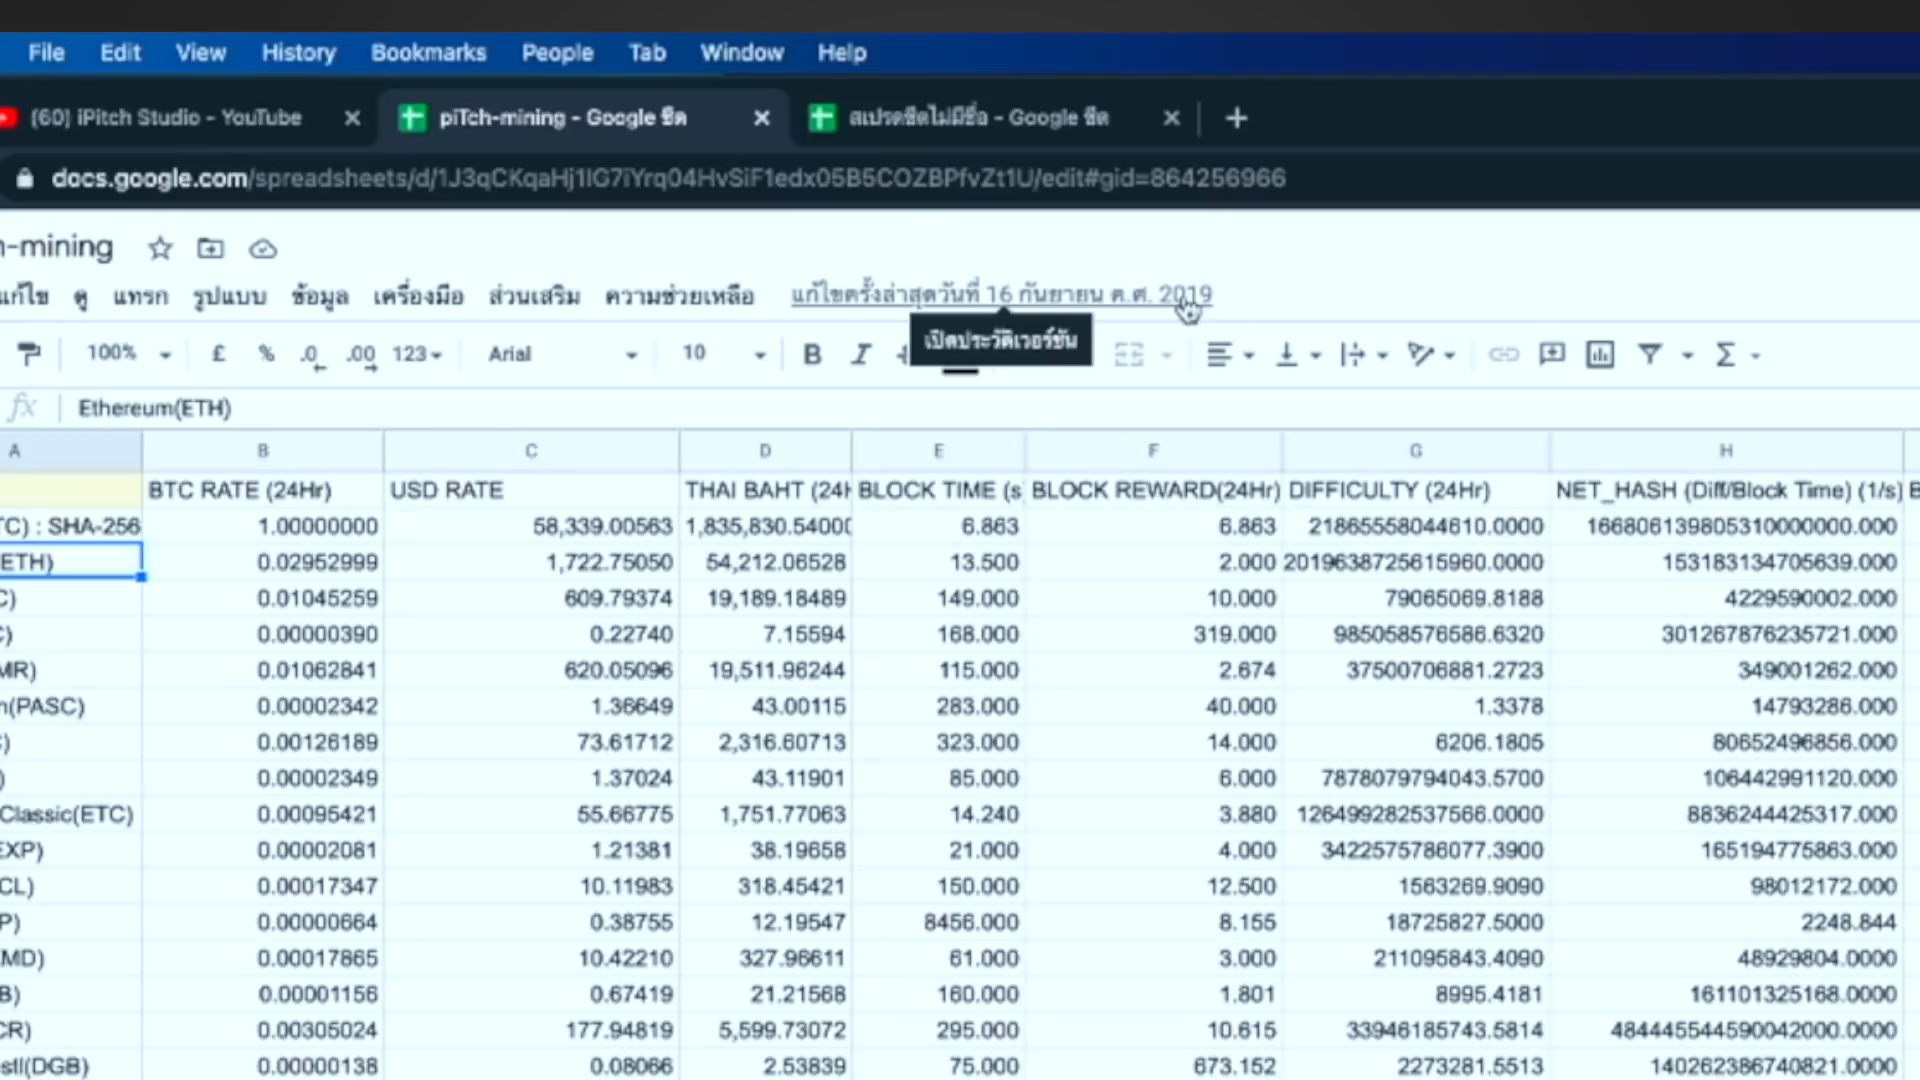 File Edit View History Bookmarks People Tab Window Help
(60) iPitch Studio - YouTube × piTch-mining - Google ชีต × สเปรดชีตไม่มีชื่อ - Google ชีต × +
docs.google.com/spreadsheets/d/1J3qCKqaHj1IG7iYrq04HvSiF1edx05B5COZBPfvZt1U/edit#gid=864256966
-mining
แก้ไข ดู แทรก รูปแบบ ข้อมูล เครื่องมือ ส่วนเสริม ความช่วยเหลือ แก้ไขครั้งล่าสุดวันที่ 16 กันยายน ค.ศ. 2019
เปิดประวัติเวอร์ชัน
100% £ % .0 .00 123 Arial 10 B I
fx Ethereum(ETH)
A B C D E F G H
BTC RATE (24Hr) USD RATE THAI BAHT (24H BLOCK TIME (s BLOCK REWARD(24Hr) DIFFICULTY (24Hr) NET_HASH (Diff/Block Time) (1/s) B
TC) : SHA-256 1.00000000 58,339.00563 1,835,830.54000 6.863 6.863 21865558044610.0000 166806139805310000000.000
ETH) 0.02952999 1,722.75050 54,212.06528 13.500 2.000 2019638725615960.0000 153183134705639.000
C) 0.01045259 609.79374 19,189.18489 149.000 10.000 79065069.8188 4229590002.000
C) 0.00000390 0.22740 7.15594 168.000 319.000 985058576586.6320 301267876235721.000
MR) 0.01062841 620.05096 19,511.96244 115.000 2.674 37500706881.2723 349001262.000
n(PASC) 0.00002342 1.36649 43.00115 283.000 40.000 1.3378 14793286.000
C) 0.00126189 73.61712 2,316.60713 323.000 14.000 6206.1805 80652496856.000
) 0.00002349 1.37024 43.11901 85.000 6.000 7878079794043.5700 106442991120.000
Classic(ETC) 0.00095421 55.66775 1,751.77063 14.240 3.880 126499282537566.0000 8836244425317.000
EXP) 0.00002081 1.21381 38.19658 21.000 4.000 3422575786077.3900 165194775863.000
CL) 0.00017347 10.11983 318.45421 150.000 12.500 1563269.9090 98012172.000
P) 0.00000664 0.38755 12.19547 8456.000 8.155 18725827.5000 2248.844
MD) 0.00017865 10.42210 327.96611 61.000 3.000 211095843.4090 48929804.0000
B) 0.00001156 0.67419 21.21568 160.000 1.801 8995.4181 161101325168.0000
CR) 0.00305024 177.94819 5,599.73072 295.000 10.615 33946185743.5814 484445544590042000.0000
stl(DGB) 0.00000138 0.08066 2.53839 75.000 673.152 2273281.5513 140262386740821.0000